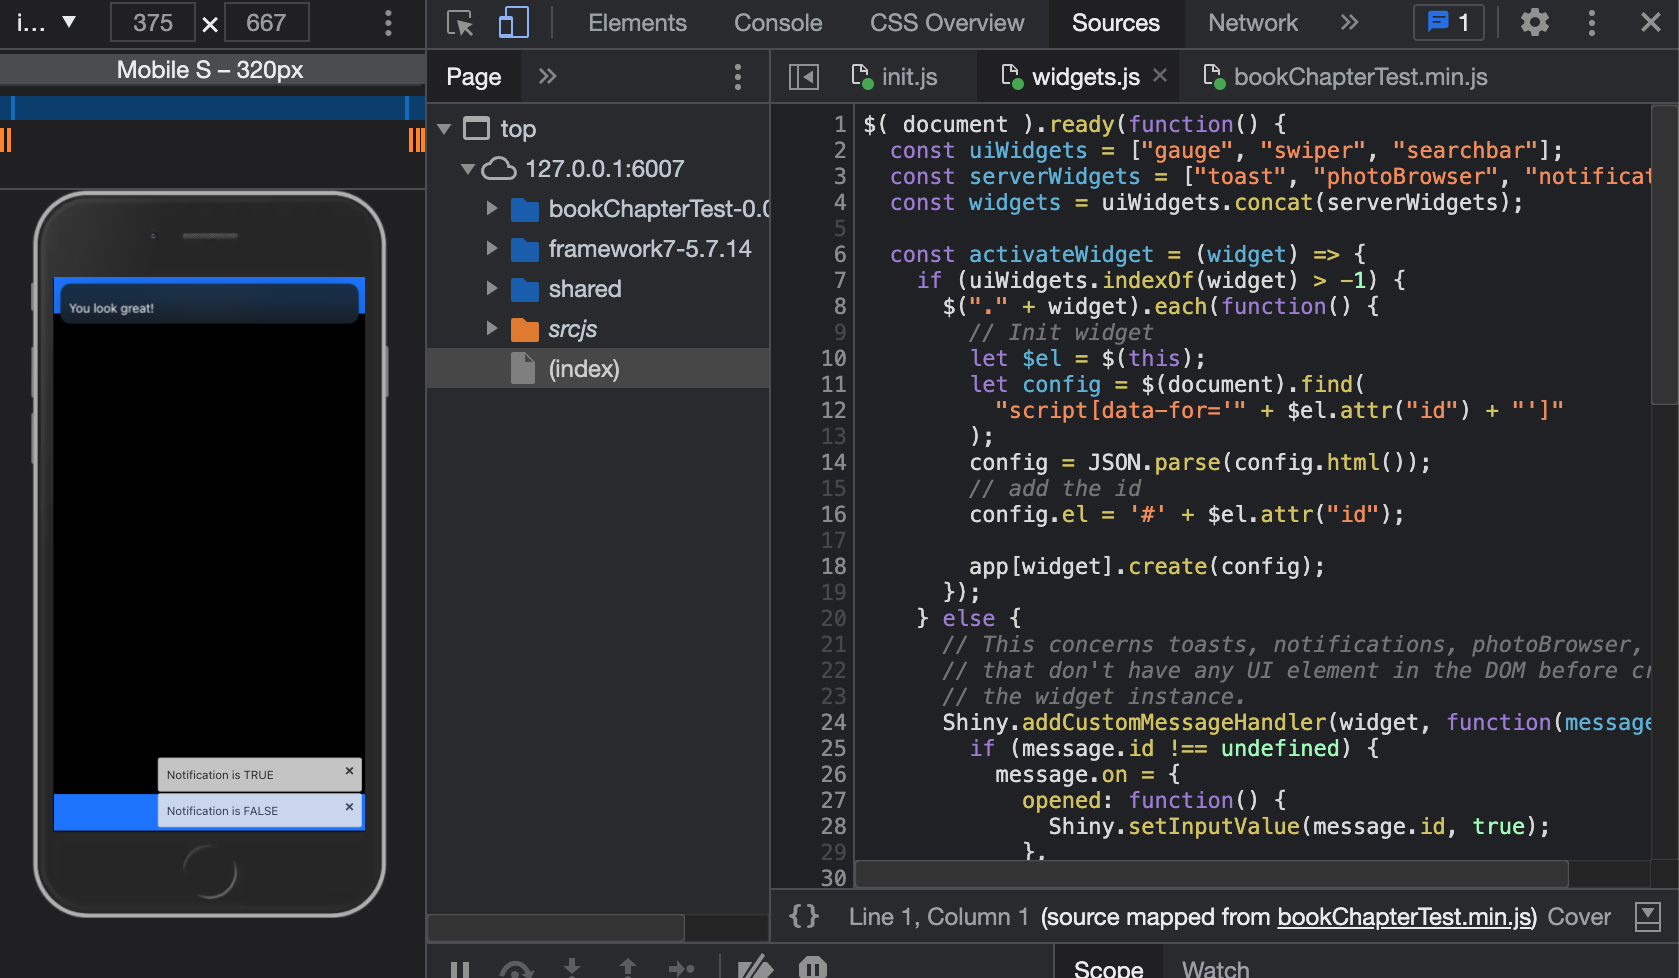 i... ▼ 375 × 667
Elements Console CSS Overview Sources Network » 1
Mobile S – 320px
Page »
init.js widgets.js × bookChapterTest.min.js
top
127.0.0.1:6007
bookChapterTest-0.0
framework7-5.7.14
shared
srcjs
(index)
You look great!
Notification is TRUE ×
Notification is FALSE ×
1 $( document ).ready(function() {
2 const uiWidgets = ["gauge", "swiper", "searchbar"];
3 const serverWidgets = ["toast", "photoBrowser", "notificat
4 const widgets = uiWidgets.concat(serverWidgets);
5
6 const activateWidget = (widget) => {
7 if (uiWidgets.indexOf(widget) > -1) {
8 $("." + widget).each(function() {
9 // Init widget
10 let $el = $(this);
11 let config = $(document).find(
12 "script[data-for='" + $el.attr("id") + "']"
13 );
14 config = JSON.parse(config.html());
15 // add the id
16 config.el = '#' + $el.attr("id");
17
18 app[widget].create(config);
19 });
20 } else {
21 // This concerns toasts, notifications, photoBrowser,
22 // that don't have any UI element in the DOM before cr
23 // the widget instance.
24 Shiny.addCustomMessageHandler(widget, function(message
25 if (message.id !== undefined) {
26 message.on = {
27 opened: function() {
28 Shiny.setInputValue(message.id, true);
29 },
30
{} Line 1, Column 1 (source mapped from bookChapterTest.min.js) Cover
Scope Watch